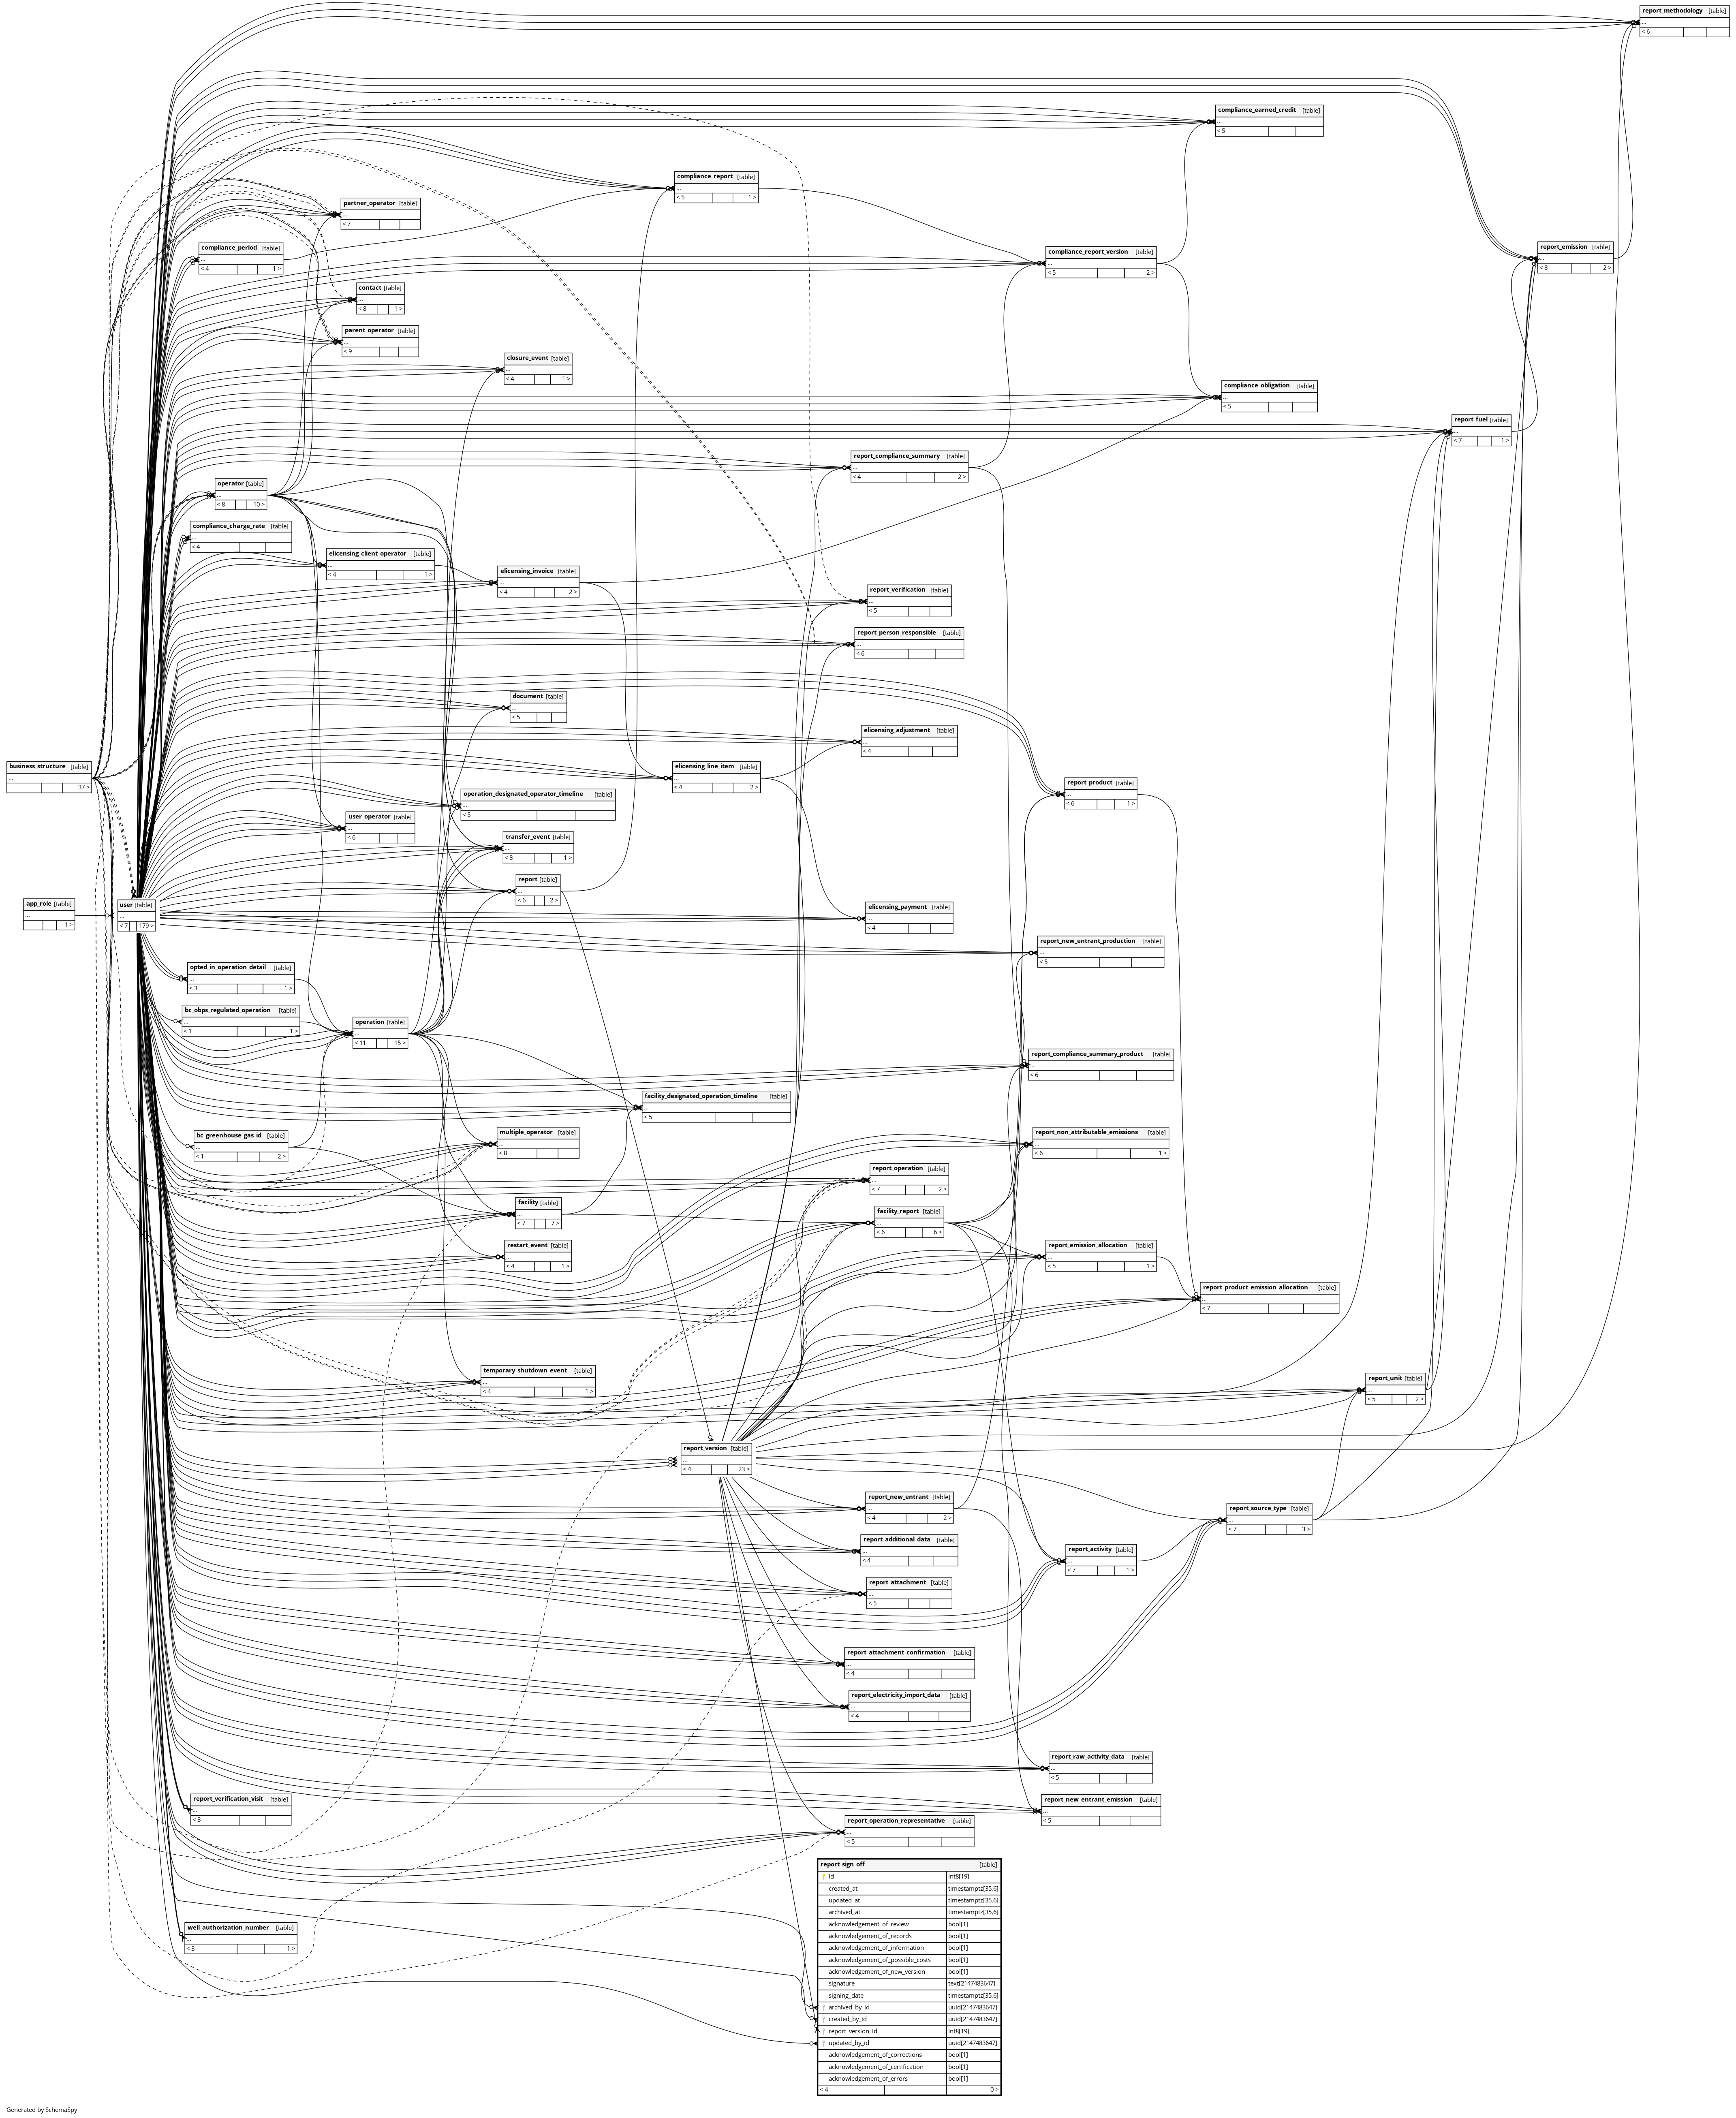 report_methodology [table]
...
< 6
compliance_earned_credit [table]
...
< 5
compliance_report [table]
...
< 5 1 >
partner_operator [table]
...
< 7
compliance_period [table]
...
< 4 1 >
compliance_report_version [table]
...
< 5 2 >
report_emission [table]
...
< 8 2 >
contact [table]
...
< 8 1 >
parent_operator [table]
...
< 9
closure_event [table]
...
< 4 1 >
compliance_obligation [table]
...
< 5
report_fuel [table]
...
< 7 1 >
report_compliance_summary [table]
...
< 4 2 >
operator [table]
...
< 8 10 >
compliance_charge_rate [table]
...
< 4
elicensing_client_operator [table]
...
< 4 1 >
elicensing_invoice [table]
...
< 4 2 >
report_verification [table]
...
< 5
report_person_responsible [table]
...
< 6
document [table]
...
< 5
elicensing_adjustment [table]
...
< 4
business_structure [table]
...
37 >
elicensing_line_item [table]
...
< 4 2 >
report_product [table]
...
< 6 1 >
operation_designated_operator_timeline [table]
...
< 5
user_operator [table]
...
< 6
transfer_event [table]
...
< 8 1 >
report [table]
...
< 6 2 >
app_role [table]
...
1 >
user [table]
...
< 7 179 >
elicensing_payment [table]
...
< 4
report_new_entrant_production [table]
...
< 5
opted_in_operation_detail [table]
...
< 3 1 >
bc_obps_regulated_operation [table]
...
< 1 1 >
operation [table]
...
< 11 15 >
report_compliance_summary_product [table]
...
< 6
facility_designated_operation_timeline [table]
...
< 5
bc_greenhouse_gas_id [table]
...
< 1 2 >
multiple_operator [table]
...
< 8
report_non_attributable_emissions [table]
...
< 6 1 >
report_operation [table]
...
< 7 2 >
facility [table]
...
< 7 7 >
facility_report [table]
...
< 6 6 >
restart_event [table]
...
< 4 1 >
report_emission_allocation [table]
...
< 5 1 >
report_product_emission_allocation [table]
...
< 7
temporary_shutdown_event [table]
...
< 4 1 >
report_unit [table]
...
< 5 2 >
report_version [table]
...
< 4 23 >
report_new_entrant [table]
...
< 4 2 >
report_source_type [table]
...
< 7 3 >
report_additional_data [table]
...
< 4
report_activity [table]
...
< 7 1 >
report_attachment [table]
...
< 5
report_attachment_confirmation [table]
...
< 4
report_electricity_import_data [table]
...
< 4
report_raw_activity_data [table]
...
< 5
report_verification_visit [table]
...
< 3
report_new_entrant_emission [table]
...
< 5
report_operation_representative [table]
...
< 5
well_authorization_number [table]
...
< 3 1 >
report_sign_off [table]
id int8[19]
created_at timestamptz[35,6]
updated_at timestamptz[35,6]
archived_at timestamptz[35,6]
acknowledgement_of_review bool[1]
acknowledgement_of_records bool[1]
acknowledgement_of_information bool[1]
acknowledgement_of_possible_costs bool[1]
acknowledgement_of_new_version bool[1]
signature text[2147483647]
signing_date timestamptz[35,6]
archived_by_id uuid[2147483647]
created_by_id uuid[2147483647]
report_version_id int8[19]
updated_by_id uuid[2147483647]
acknowledgement_of_corrections bool[1]
acknowledgement_of_certification bool[1]
acknowledgement_of_errors bool[1]
< 4 0 >
Generated by SchemaSpy